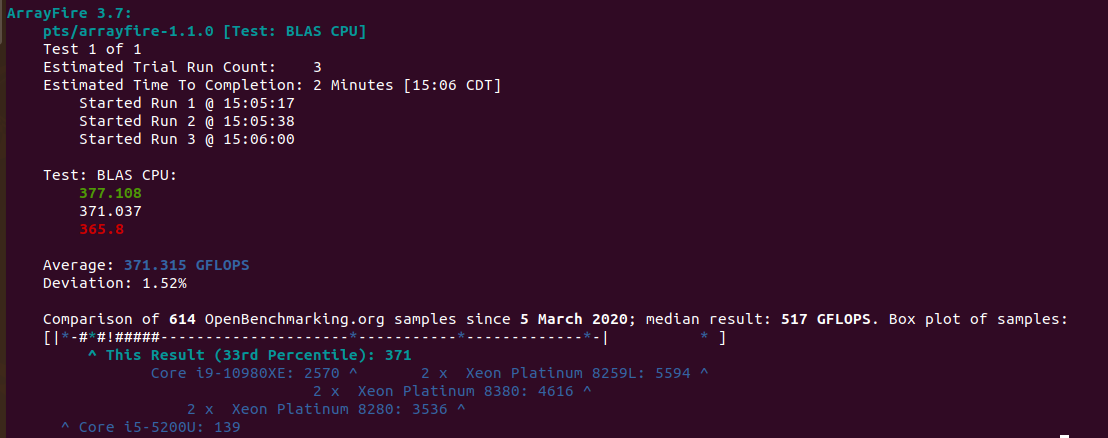 ArrayFire 3.7:
pts/arrayfire-1.1.0 [Test: BLAS CPU]
Test 1 of 1
Estimated Trial Run Count:    3
Estimated Time To Completion: 2 Minutes [15:06 CDT]
Started Run 1 @ 15:05:17
Started Run 2 @ 15:05:38
Started Run 3 @ 15:06:00
Test: BLAS CPU:
377.108
371.037
365.8
Average: 371.315 GFLOPS
Deviation: 1.52%
Comparison of 614 OpenBenchmarking.org samples since 5 March 2020; median result: 517 GFLOPS. Box plot of samples:
[|*-#*#!#####---------------------*-----------*-------------*-|          * ]
^ This Result (33rd Percentile): 371
Core i9-10980XE: 2570 ^       2 x  Xeon Platinum 8259L: 5594 ^
2 x  Xeon Platinum 8380: 4616 ^
2 x  Xeon Platinum 8280: 3536 ^
^ Core i5-5200U: 139